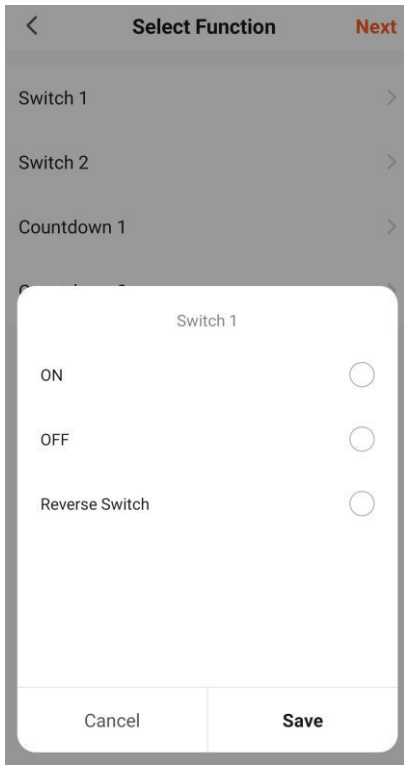 Select Function Next
Switch 1
Switch 2
Countdown 1
Switch 1
ON
OFF
Reverse Switch
Cancel Save